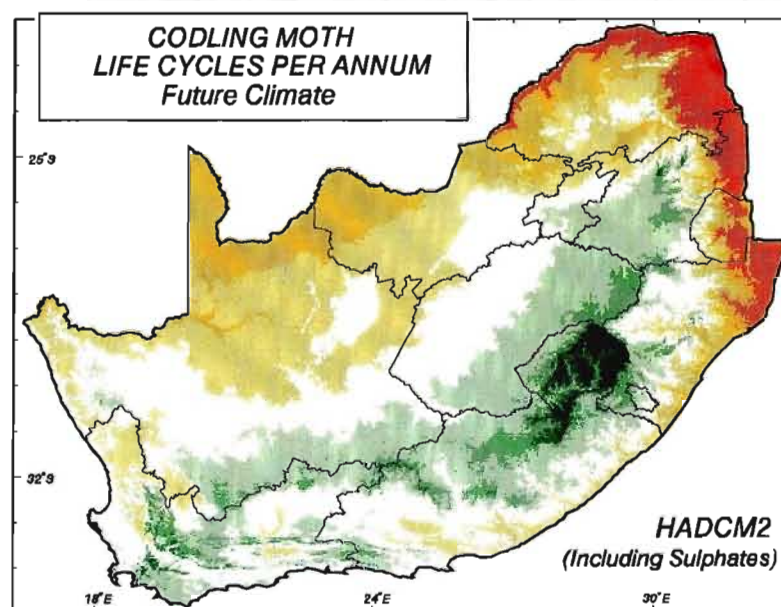 CODLING MOTH
LIFE CYCLES PER ANNUM
Future Climate
25°S
32°S
HADCM2
(Including Sulphates)
18°E
24°E
30°E